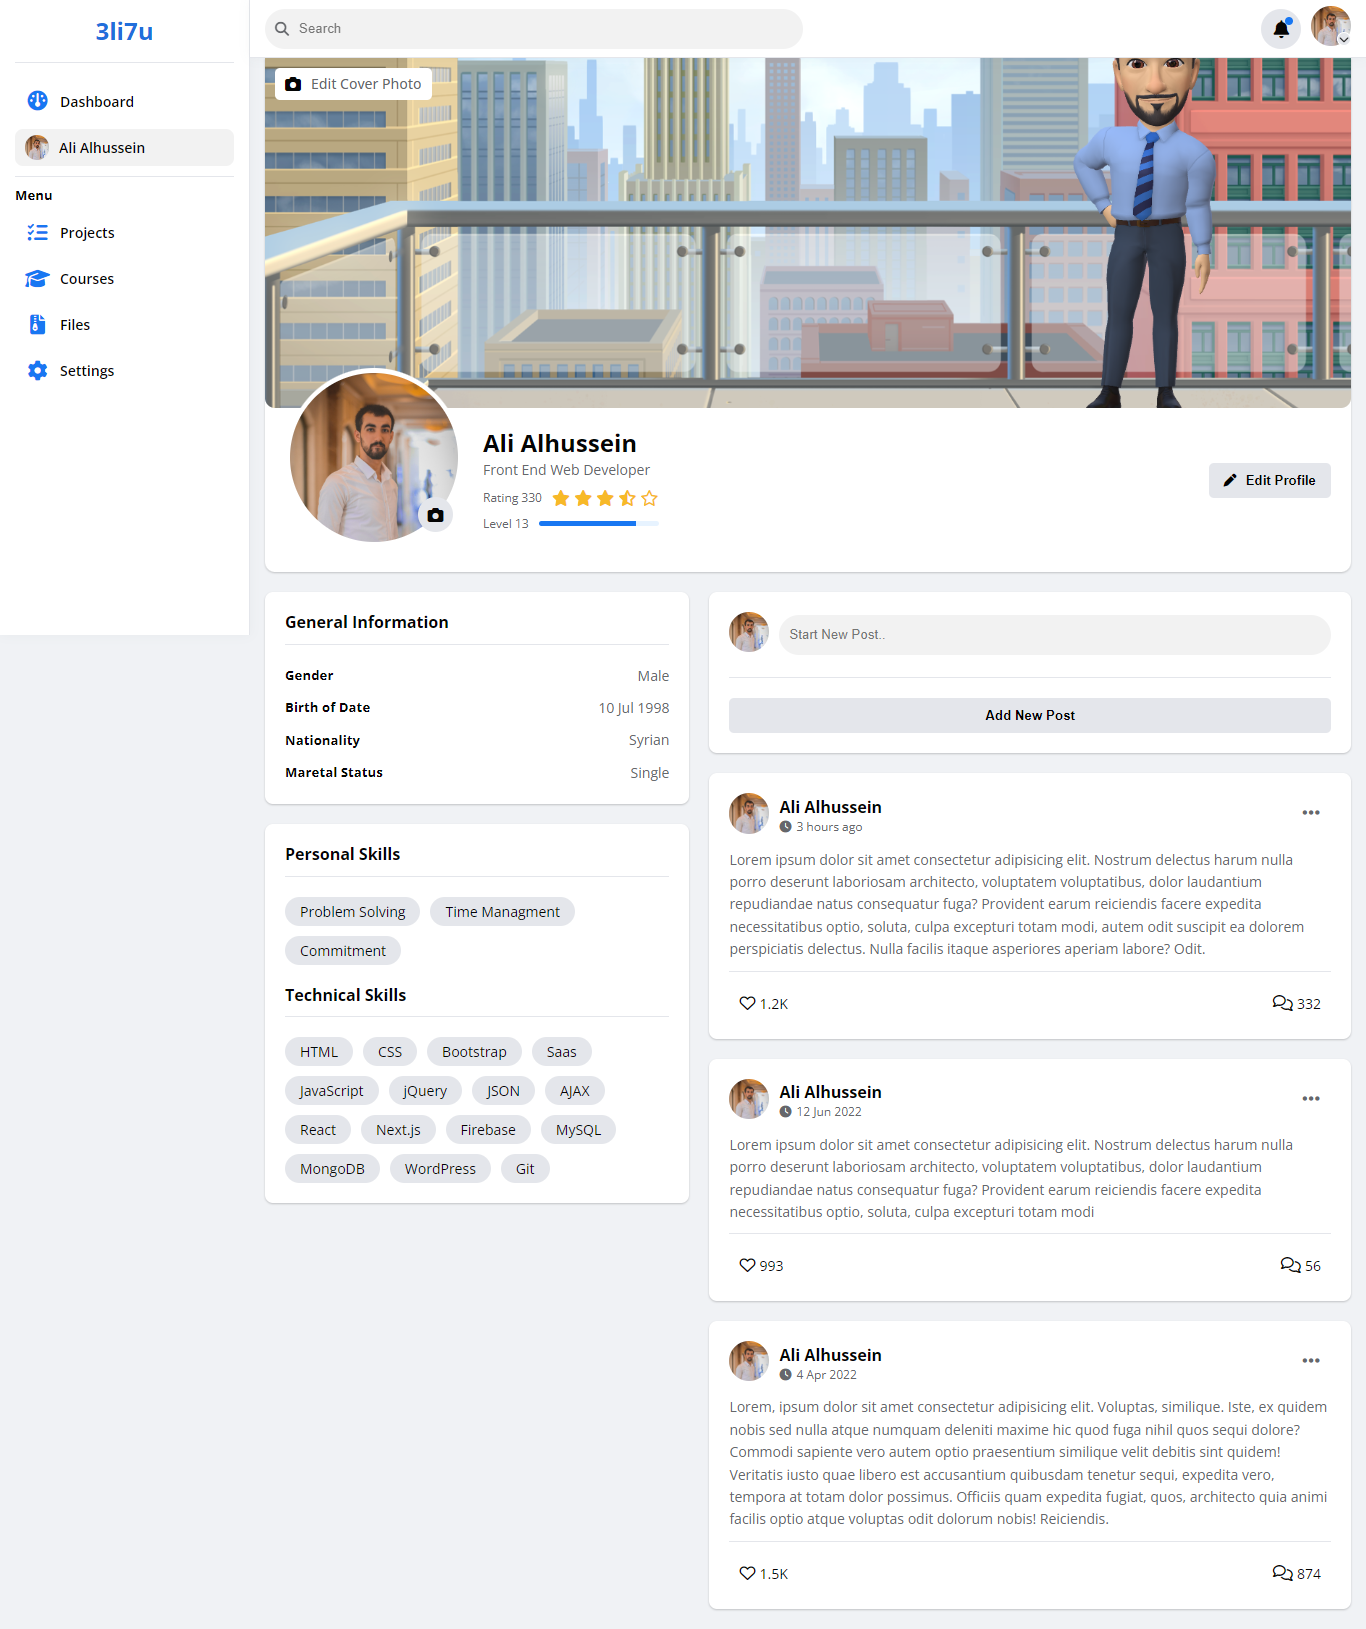 3li7u
Search
Dashboard
Ali Alhussein
Menu
Projects
Courses
Files
Settings
Edit Cover Photo
Ali Alhussein
Front End Web Developer
Rating 330
Level 13
Edit Profile
General Information
Gender Male
Birth of Date 10 Jul 1998
Nationality Syrian
Maretal Status Single
Personal Skills
Problem Solving Time Managment
Commitment
Technical Skills
HTML CSS Bootstrap Saas
JavaScript jQuery JSON AJAX
React Next.js Firebase MySQL
MongoDB WordPress Git
Start New Post..
Add New Post
Ali Alhussein
3 hours ago
Lorem ipsum dolor sit amet consectetur adipisicing elit. Nostrum delectus harum nulla
porro deserunt laboriosam architecto, voluptatem voluptatibus, dolor laudantium
repudiandae natus consequatur fuga? Provident earum reiciendis facere expedita
necessitatibus optio, soluta, culpa excepturi totam modi, autem odit suscipit ea dolorem
perspiciatis delectus. Nulla facilis itaque asperiores aperiam labore? Odit.
1.2K 332
Ali Alhussein
12 Jun 2022
Lorem ipsum dolor sit amet consectetur adipisicing elit. Nostrum delectus harum nulla
porro deserunt laboriosam architecto, voluptatem voluptatibus, dolor laudantium
repudiandae natus consequatur fuga? Provident earum reiciendis facere expedita
necessitatibus optio, soluta, culpa excepturi totam modi
993 56
Ali Alhussein
4 Apr 2022
Lorem, ipsum dolor sit amet consectetur adipisicing elit. Voluptas, similique. Iste, ex quidem
nobis sed nulla atque numquam deleniti maxime hic quod fuga nihil quos sequi dolore?
Commodi sapiente vero autem optio praesentium similique velit debitis sint quidem!
Veritatis iusto quae libero est accusantium quibusdam tenetur sequi, expedita vero,
tempora at totam dolor possimus. Officiis quam expedita fugiat, quos, architecto quia animi
facilis optio atque voluptas odit dolorum nobis! Reiciendis.
1.5K 874